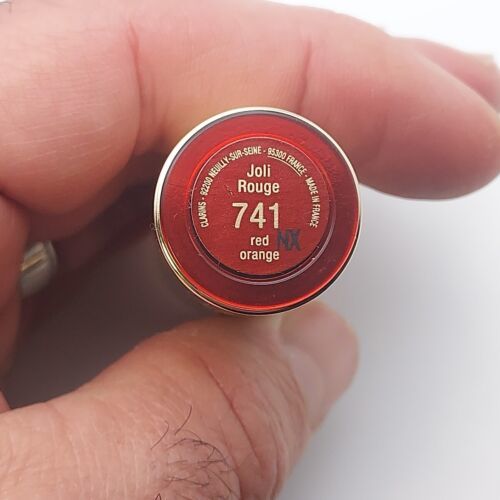 CLARINS - 92200 NEUILLY-SUR-SEINE - 95300 FRANCE - MADE IN FRANCE
Joli
Rouge
741
red NX
orange